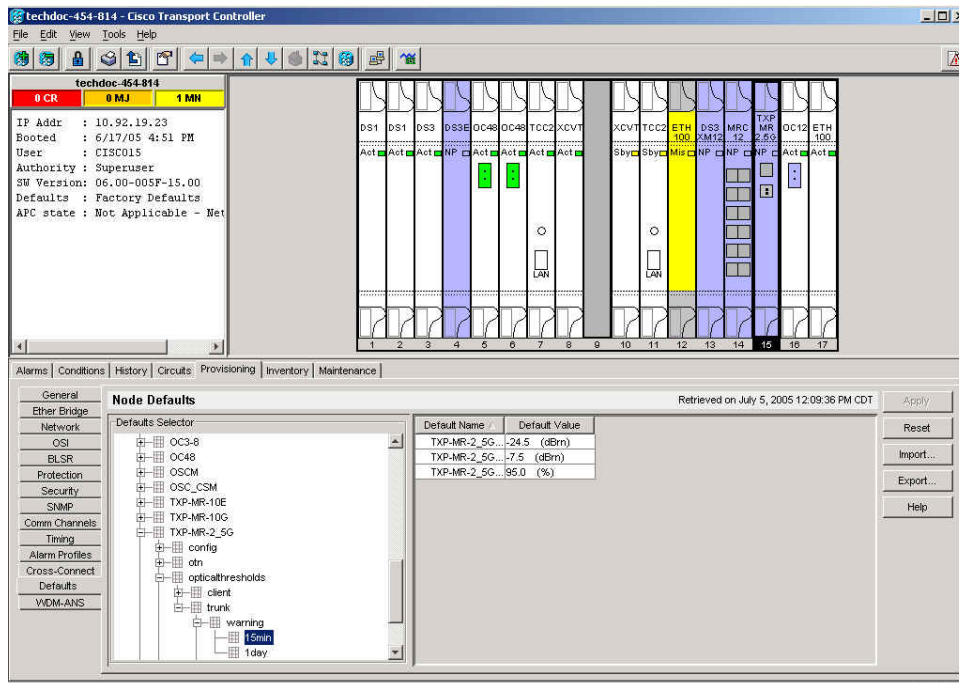 techdoc-454-814 - Cisco Transport Controller
File Edit View Tools Help
techdoc-454-814
0 CR 0 MJ 1 MN
IP Addr : 10.92.19.23
Booted : 6/17/05 4:51 PM
User : CISCO15
Authority : Superuser
SW Version: 06.00-005F-15.00
Defaults : Factory Defaults
APC state : Not Applicable - Net
DS1 DS1 DS3 DS3E OC48 OC48 TCC2 XCVT XCVT TCC2 ETH 100 DS3 XM12 MRC 12 TXP MR 2.5G OC12 ETH 100
Act Act Act NP Act Act Act Act Sby Sby Mis NP NP NP Act Act
LAN LAN
1 2 3 4 5 6 7 8 9 10 11 12 13 14 15 16 17
Alarms Conditions History Circuits Provisioning Inventory Maintenance
General
Ether Bridge
Network
OSI
BLSR
Protection
Security
SNMP
Comm Channels
Timing
Alarm Profiles
Cross-Connect
Defaults
WDM-ANS
Node Defaults
Retrieved on July 5, 2005 12:09:36 PM CDT
Defaults Selector
OC3-8
OC48
OSCM
OSC_CSM
TXP-MR-10E
TXP-MR-10G
TXP-MR-2_5G
config
otn
opticalthresholds
client
trunk
warning
15min
1day
Default Name Default Value
TXP-MR-2_5G... -24.5 (dBm)
TXP-MR-2_5G... -7.5 (dBm)
TXP-MR-2_5G... 95.0 (%)
Apply
Reset
Import...
Export...
Help